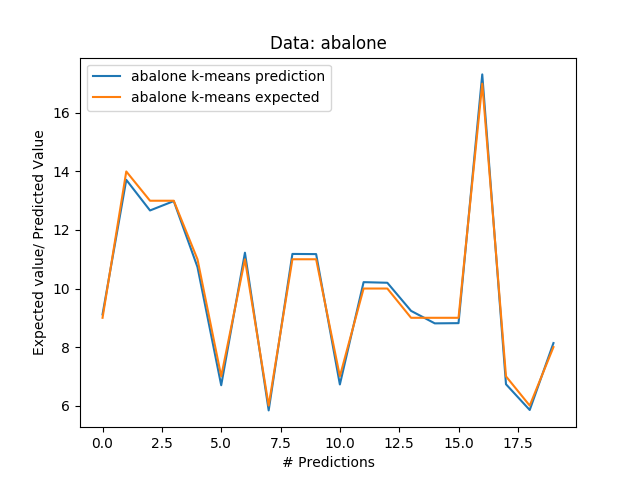 Data: abalone
abalone k-means prediction
abalone k-means expected
Expected value/ Predicted Value
16
14
12
10
8
6
0.0 2.5 5.0 7.5 10.0 12.5 15.0 17.5
# Predictions